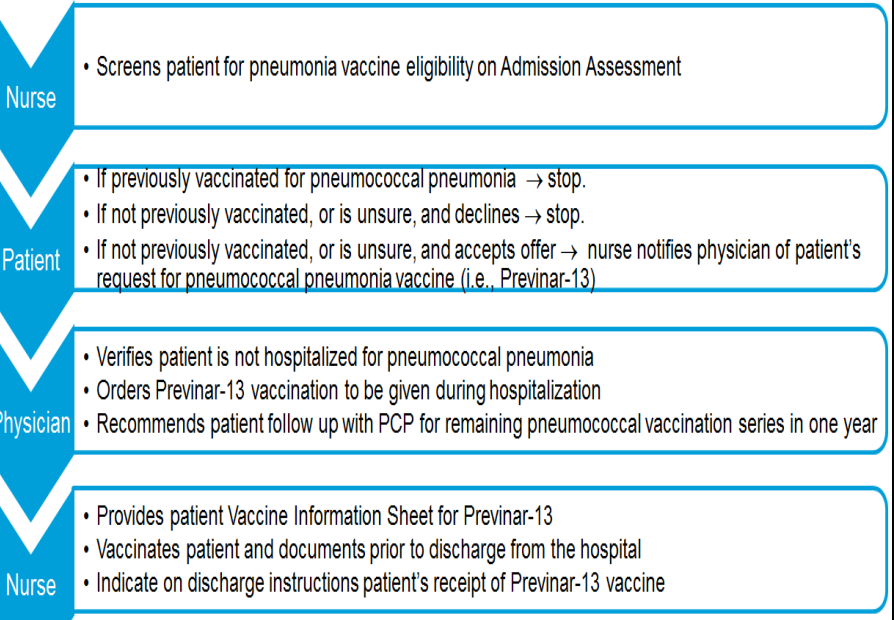 Nurse
• Screens patient for pneumonia vaccine eligibility on Admission Assessment
Patient
• If previously vaccinated for pneumococcal pneumonia → stop.
• If not previously vaccinated, or is unsure, and declines → stop.
• If not previously vaccinated, or is unsure, and accepts offer → nurse notifies physician of patient's
request for pneumococcal pneumonia vaccine (i.e., Previnar-13)
Physician
• Verifies patient is not hospitalized for pneumococcal pneumonia
• Orders Previnar-13 vaccination to be given during hospitalization
• Recommends patient follow up with PCP for remaining pneumococcal vaccination series in one year
Nurse
• Provides patient Vaccine Information Sheet for Previnar-13
• Vaccinates patient and documents prior to discharge from the hospital
• Indicate on discharge instructions patient's receipt of Previnar-13 vaccine